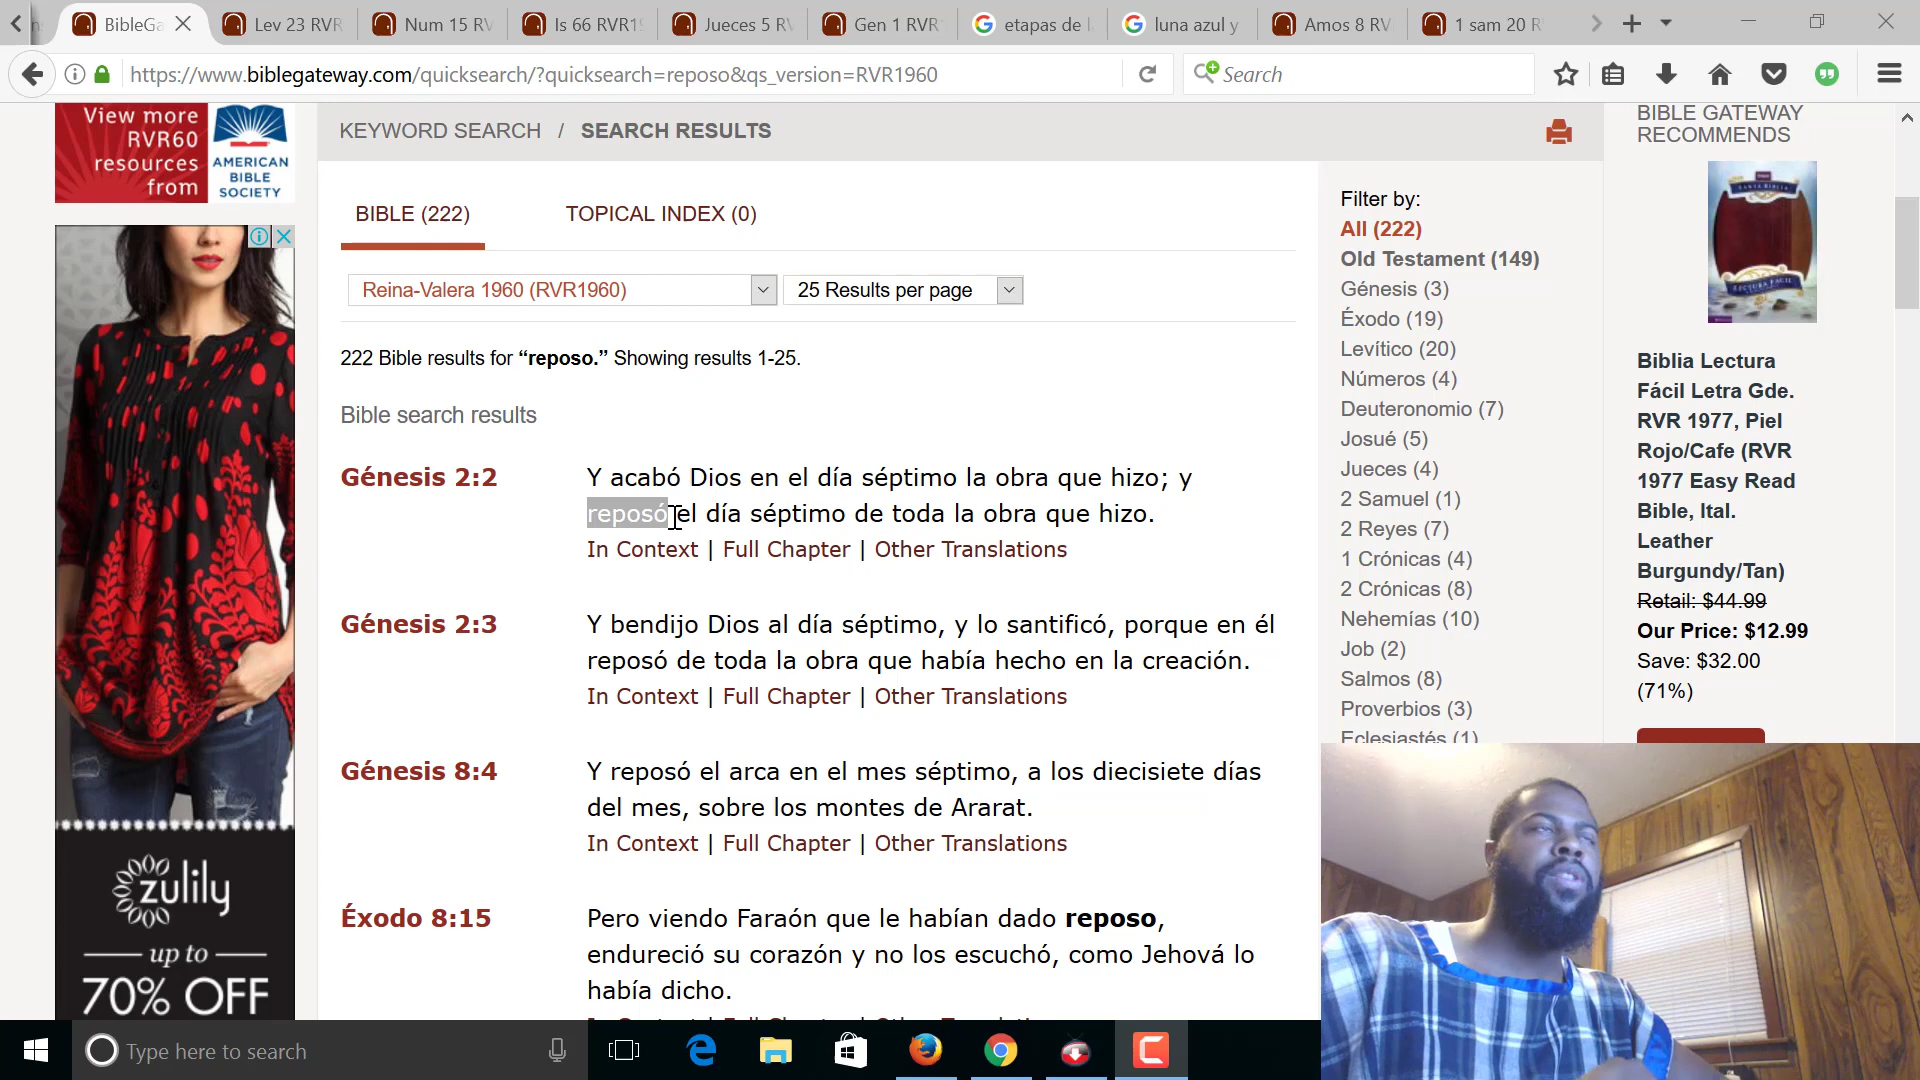 BibleGa
Lev 23 RVR
Num 15 RV
Is 66 RVR1
Jueces 5 RV
Gen 1 RVR
etapas de l
luna azul y
Amos 8 RV
1 sam 20 R
https://www.biblegateway.com/quicksearch/?quicksearch=reposo&qs_version=RVR1960
Search
View more
RVR60
resources
from
AMERICAN
BIBLE
SOCIETY
KEYWORD SEARCH / SEARCH RESULTS
BIBLE (222)
TOPICAL INDEX (0)
Reina-Valera 1960 (RVR1960)
25 Results per page
222 Bible results for “reposo.” Showing results 1-25.
Bible search results
Génesis 2:2
Y acabó Dios en el día séptimo la obra que hizo; y
reposó el día séptimo de toda la obra que hizo.
In Context | Full Chapter | Other Translations
Génesis 2:3
Y bendijo Dios al día séptimo, y lo santificó, porque en él
reposó de toda la obra que había hecho en la creación.
In Context | Full Chapter | Other Translations
Génesis 8:4
Y reposó el arca en el mes séptimo, a los diecisiete días
del mes, sobre los montes de Ararat.
In Context | Full Chapter | Other Translations
Éxodo 8:15
Pero viendo Faraón que le habían dado reposo,
endureció su corazón y no los escuchó, como Jehová lo
había dicho.
Filter by:
All (222)
Old Testament (149)
Génesis (3)
Éxodo (19)
Levítico (20)
Números (4)
Deuteronomio (7)
Josué (5)
Jueces (4)
2 Samuel (1)
2 Reyes (7)
1 Crónicas (4)
2 Crónicas (8)
Nehemías (10)
Job (2)
Salmos (8)
Proverbios (3)
Eclesiastés (1)
BIBLE GATEWAY
RECOMMENDS
Biblia Lectura
Fácil Letra Gde.
RVR 1977, Piel
Rojo/Cafe (RVR
1977 Easy Read
Bible, Ital.
Leather
Burgundy/Tan)
Retail: $44.99
Our Price: $12.99
Save: $32.00
(71%)
zulily
up to
70% OFF
Type here to search